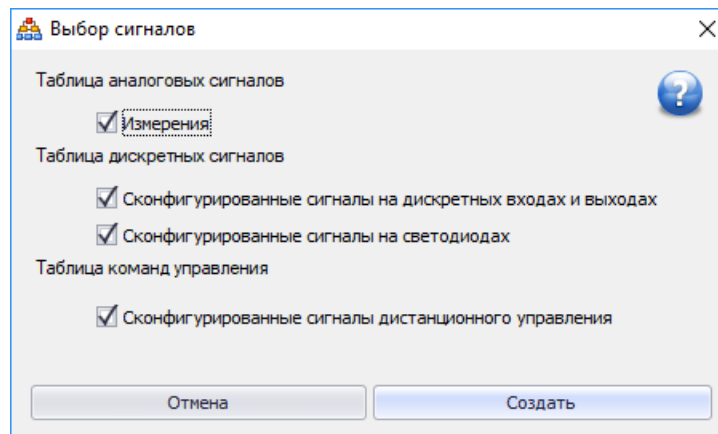 Выбор сигналов
Таблица аналоговых сигналов
Измерения
Таблица дискретных сигналов
Сконфигурированные сигналы на дискретных входах и выходах
Сконфигурированные сигналы на светодиодах
Таблица команд управления
Сконфигурированные сигналы дистанционного управления
Отмена
Создать